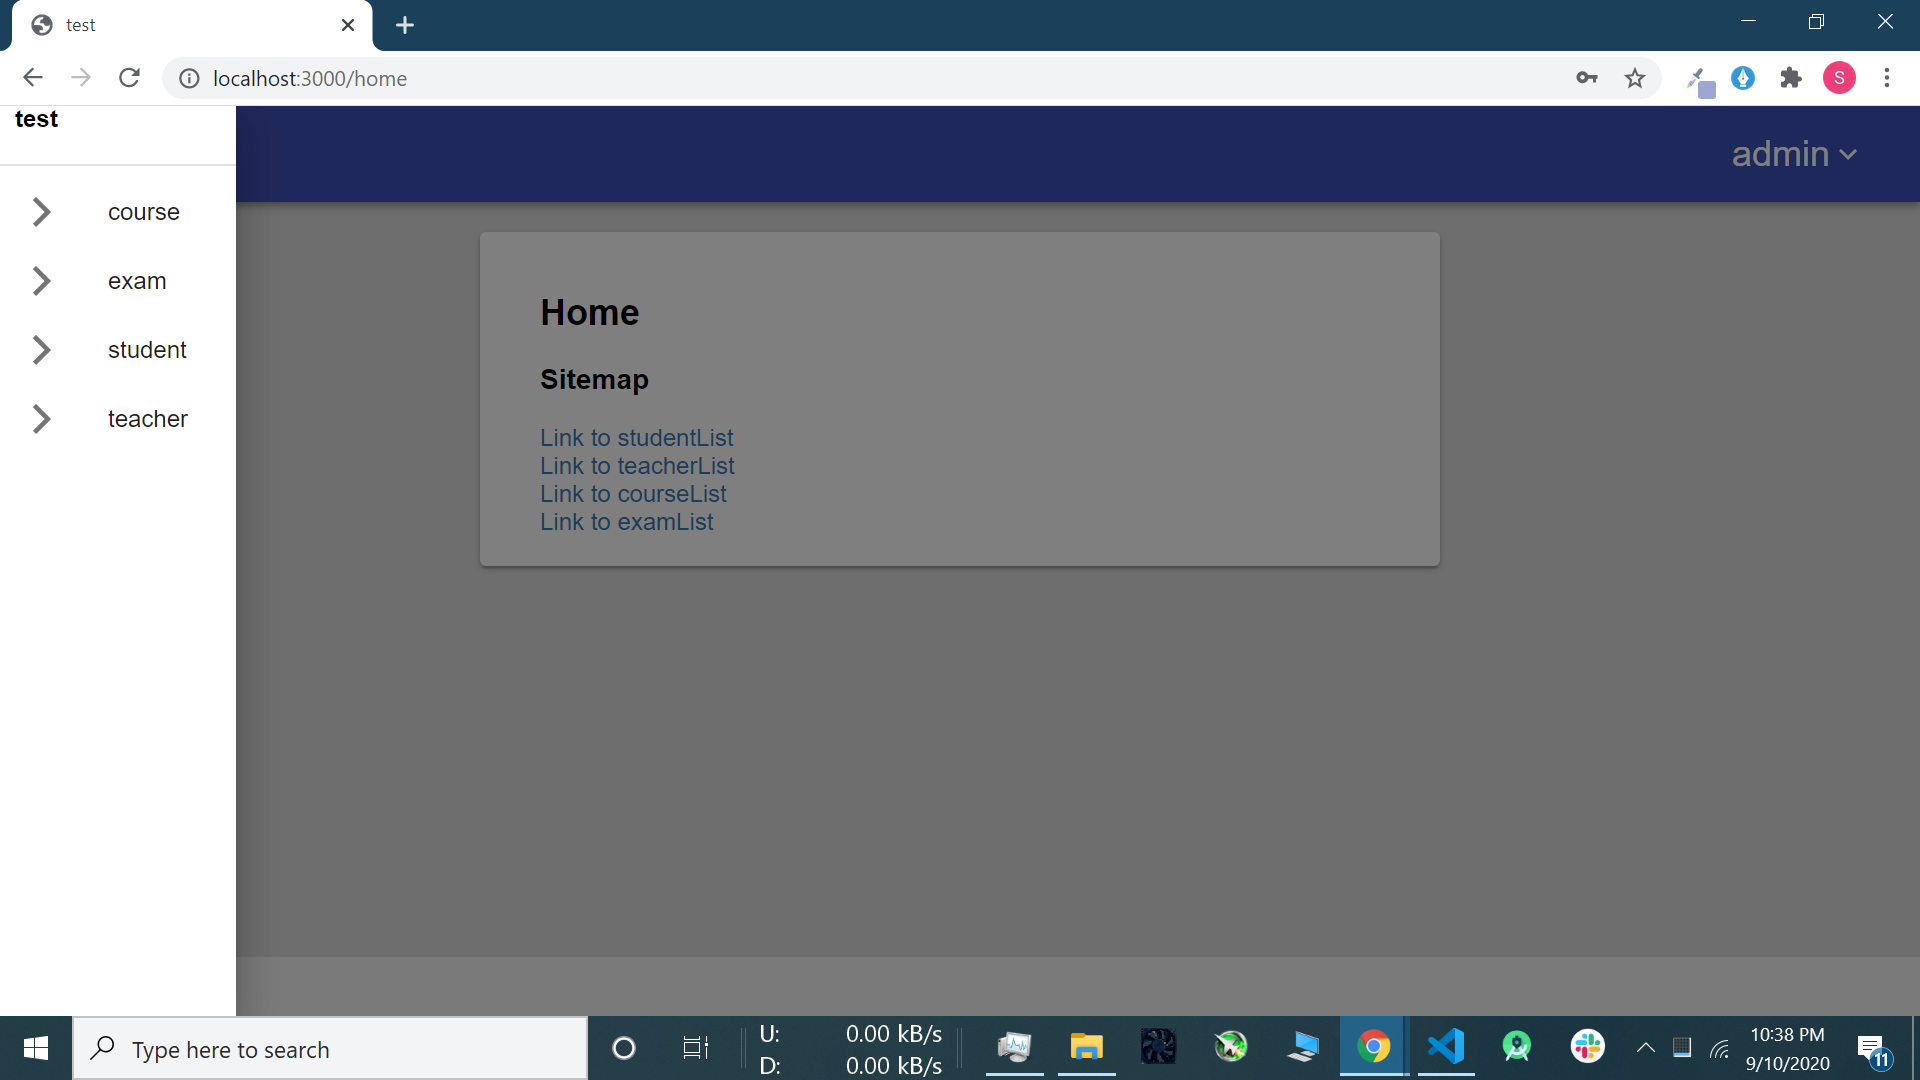 test
localhost:3000/home
S
test
admin
course
exam
student
teacher
Home
Sitemap
Link to studentList
Link to teacherList
Link to courseList
Link to examList
Type here to search
U: 0.00 kB/s
D: 0.00 kB/s
10:38 PM
9/10/2020
11